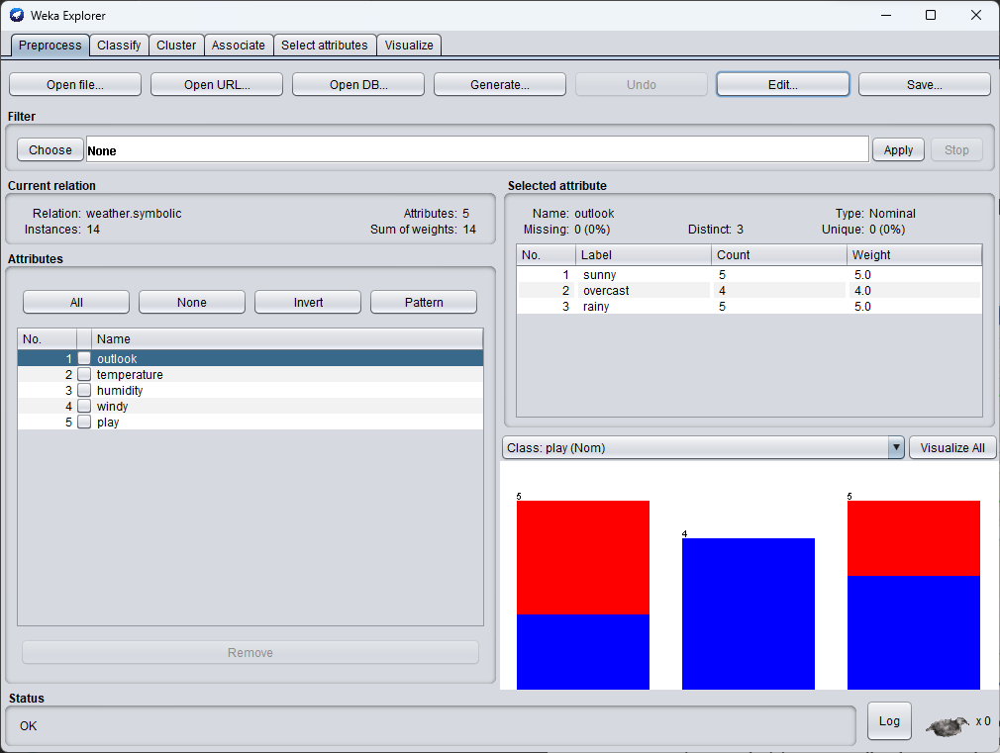 Weka Explorer
Preprocess Classify Cluster Associate Select attributes Visualize
Open file... Open URL... Open DB... Generate... Undo Edit... Save...
Filter
Choose None Apply Stop
Current relation
Relation: weather.symbolic Attributes: 5
Instances: 14 Sum of weights: 14
Attributes
All None Invert Pattern
No. Name
1 outlook
2 temperature
3 humidity
4 windy
5 play
Remove
Selected attribute
Name: outlook Type: Nominal
Missing: 0 (0%) Distinct: 3 Unique: 0 (0%)
No. Label Count Weight
1 sunny 5 5.0
2 overcast 4 4.0
3 rainy 5 5.0
Class: play (Nom) Visualize All
5 4 5
Status
OK Log x 0